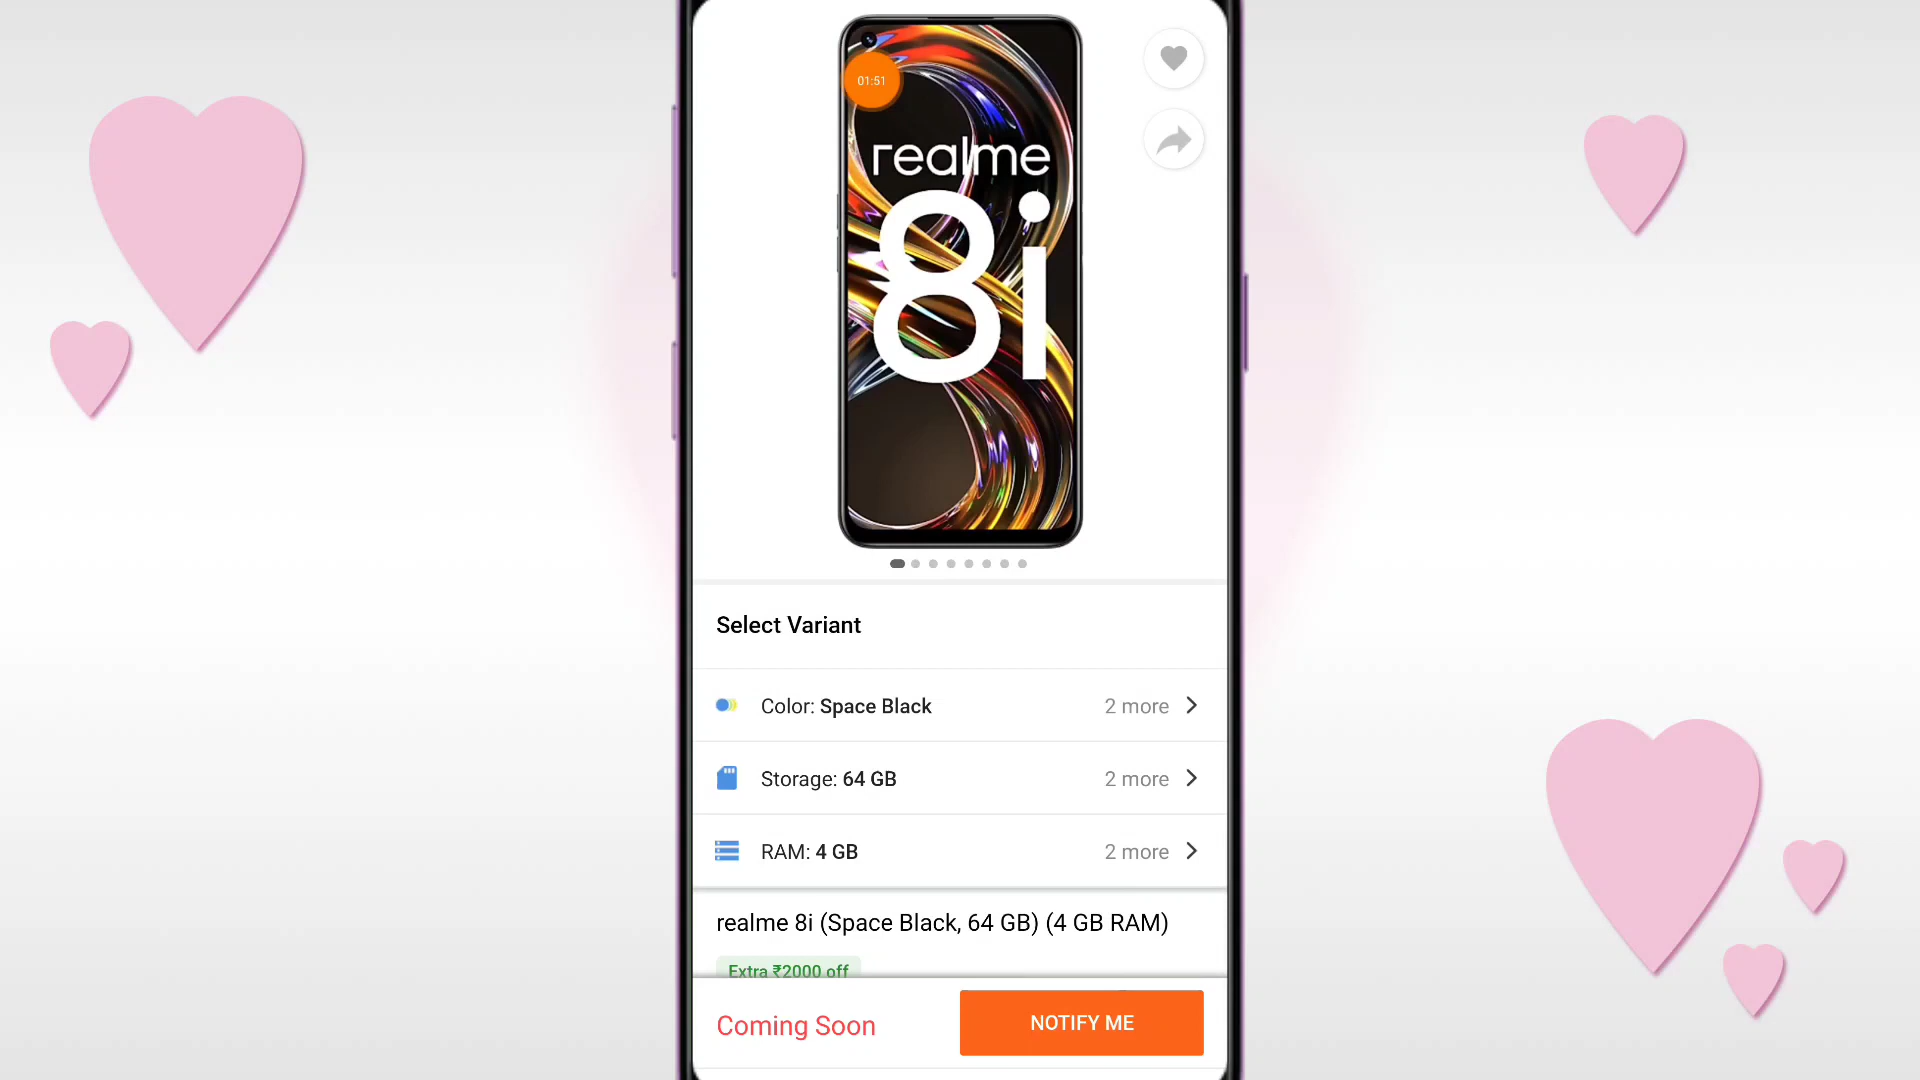 01:51
realme
8i
Select Variant
Color: Space Black 2 more
Storage: 64 GB 2 more
RAM: 4 GB 2 more
realme 8i (Space Black, 64 GB) (4 GB RAM)
Extra ₹2000 off
Coming Soon NOTIFY ME